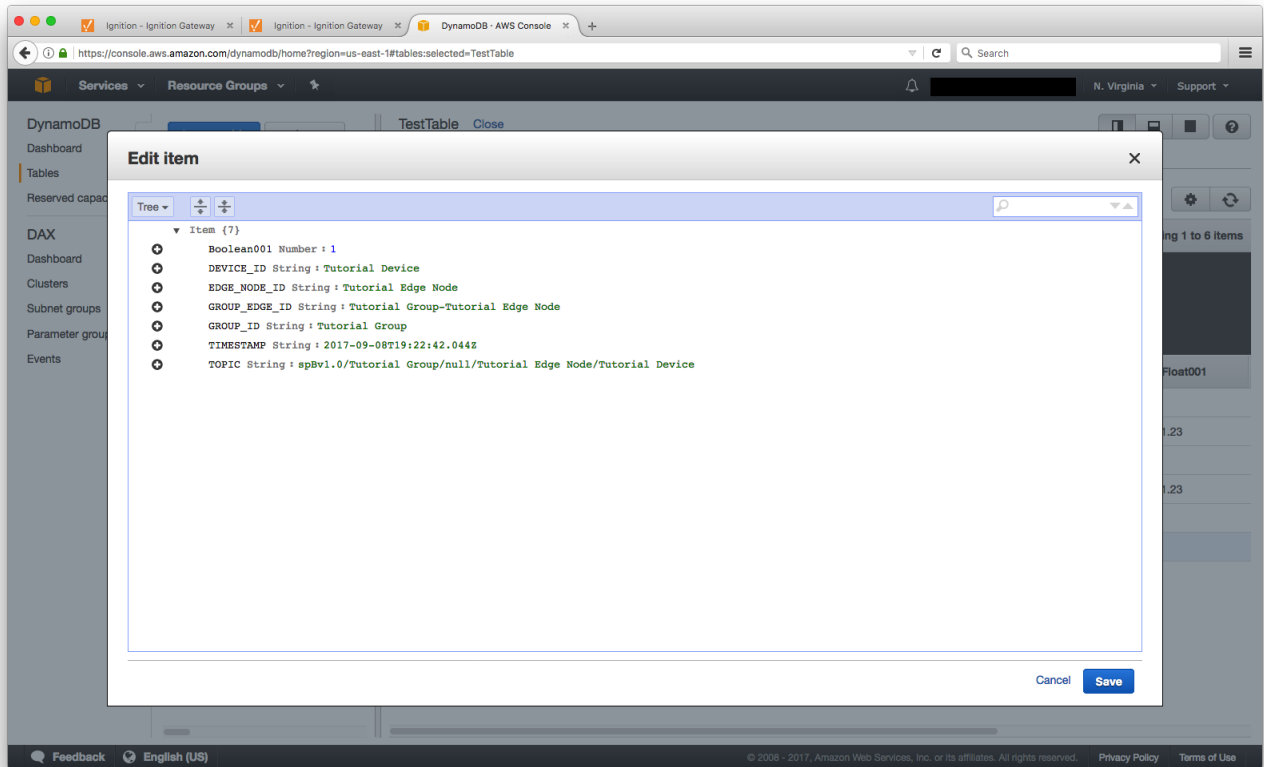 Ignition - Ignition Gateway × Ignition - Ignition Gateway × DynamoDB · AWS Console × +
https://console.aws.amazon.com/dynamodb/home?region=us-east-1#tables:selected=TestTable Search
Services Resource Groups N. Virginia Support
DynamoDB
Dashboard
Tables
Reserved capac
DAX
Dashboard
Clusters
Subnet groups
Parameter group
Events
TestTable Close
Edit item ×
Tree
Item {7}
Boolean001 Number : 1
DEVICE_ID String : Tutorial Device
EDGE_NODE_ID String : Tutorial Edge Node
GROUP_EDGE_ID String : Tutorial Group-Tutorial Edge Node
GROUP_ID String : Tutorial Group
TIMESTAMP String : 2017-09-08T19:22:42.044Z
TOPIC String : spBv1.0/Tutorial Group/null/Tutorial Edge Node/Tutorial Device
Cancel Save
ng 1 to 6 items
Float001
1.23
1.23
Feedback English (US) © 2008 - 2017, Amazon Web Services, Inc. or its affiliates. All rights reserved. Privacy Policy Terms of Use